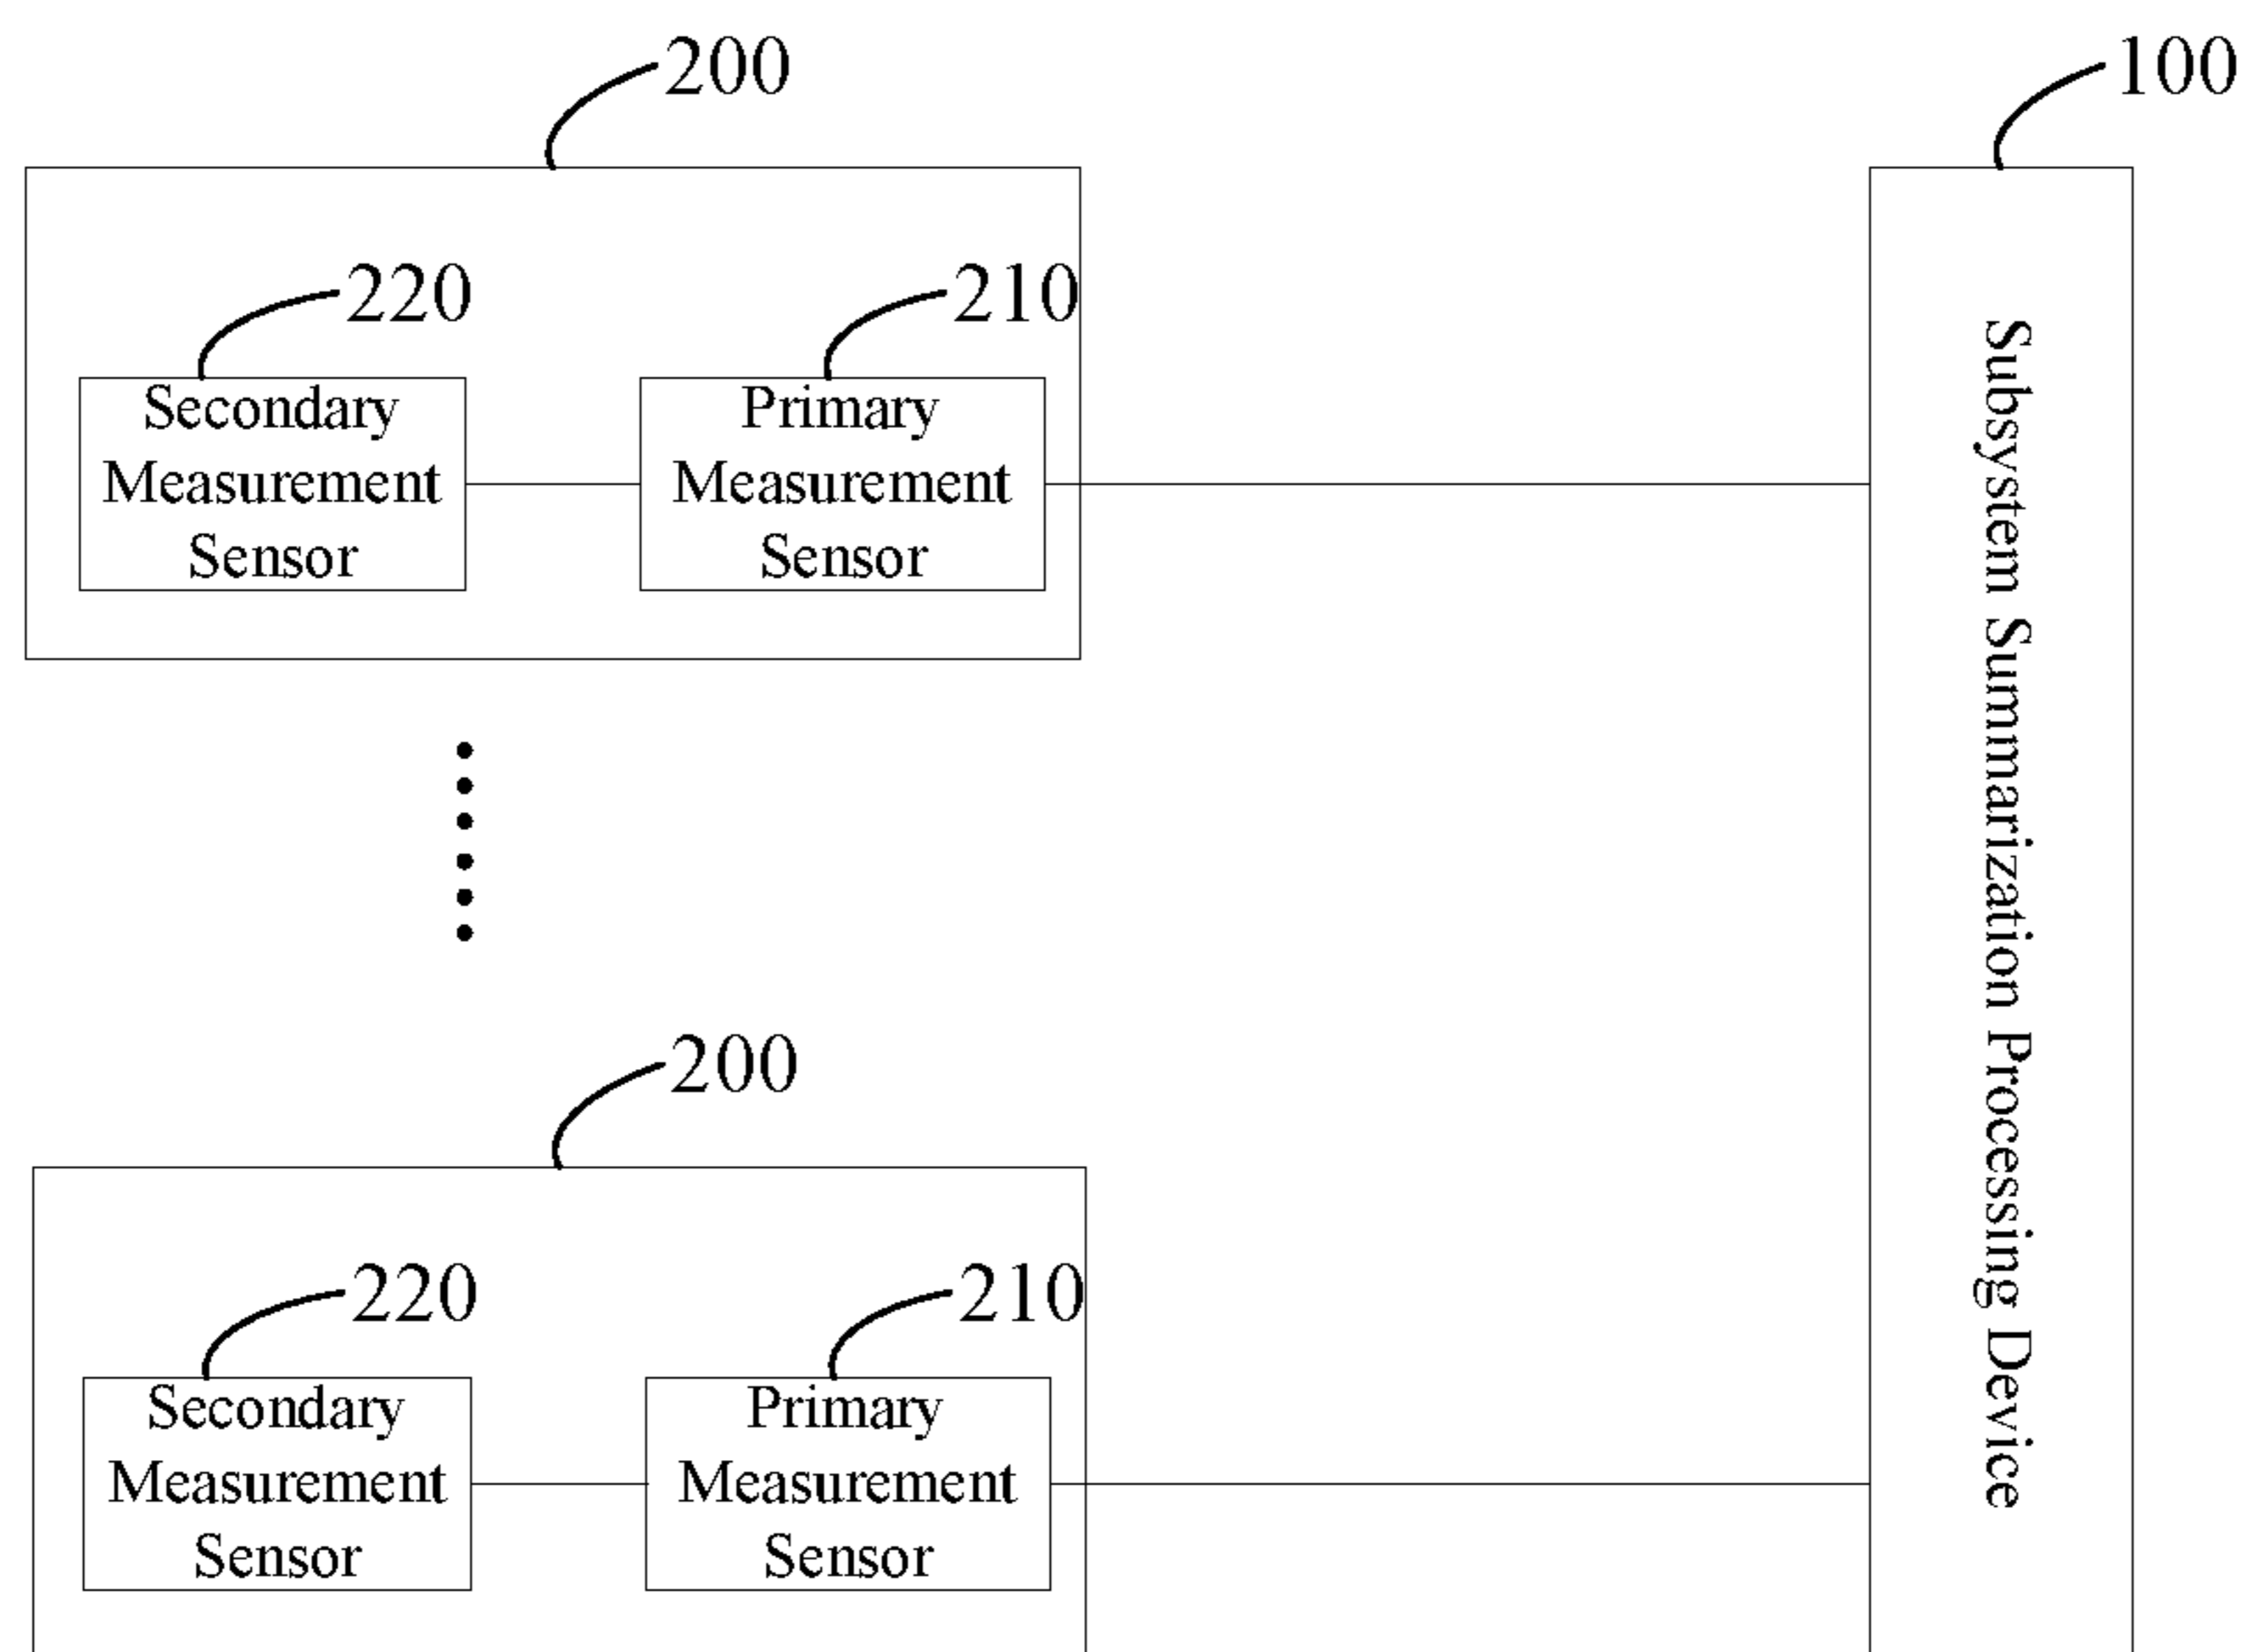 200
100
220
210
Secondary
Measurement
Sensor
Primary
Measurement
Sensor
Subsystem Summarization Processing Device
200
220
210
Secondary
Measurement
Sensor
Primary
Measurement
Sensor